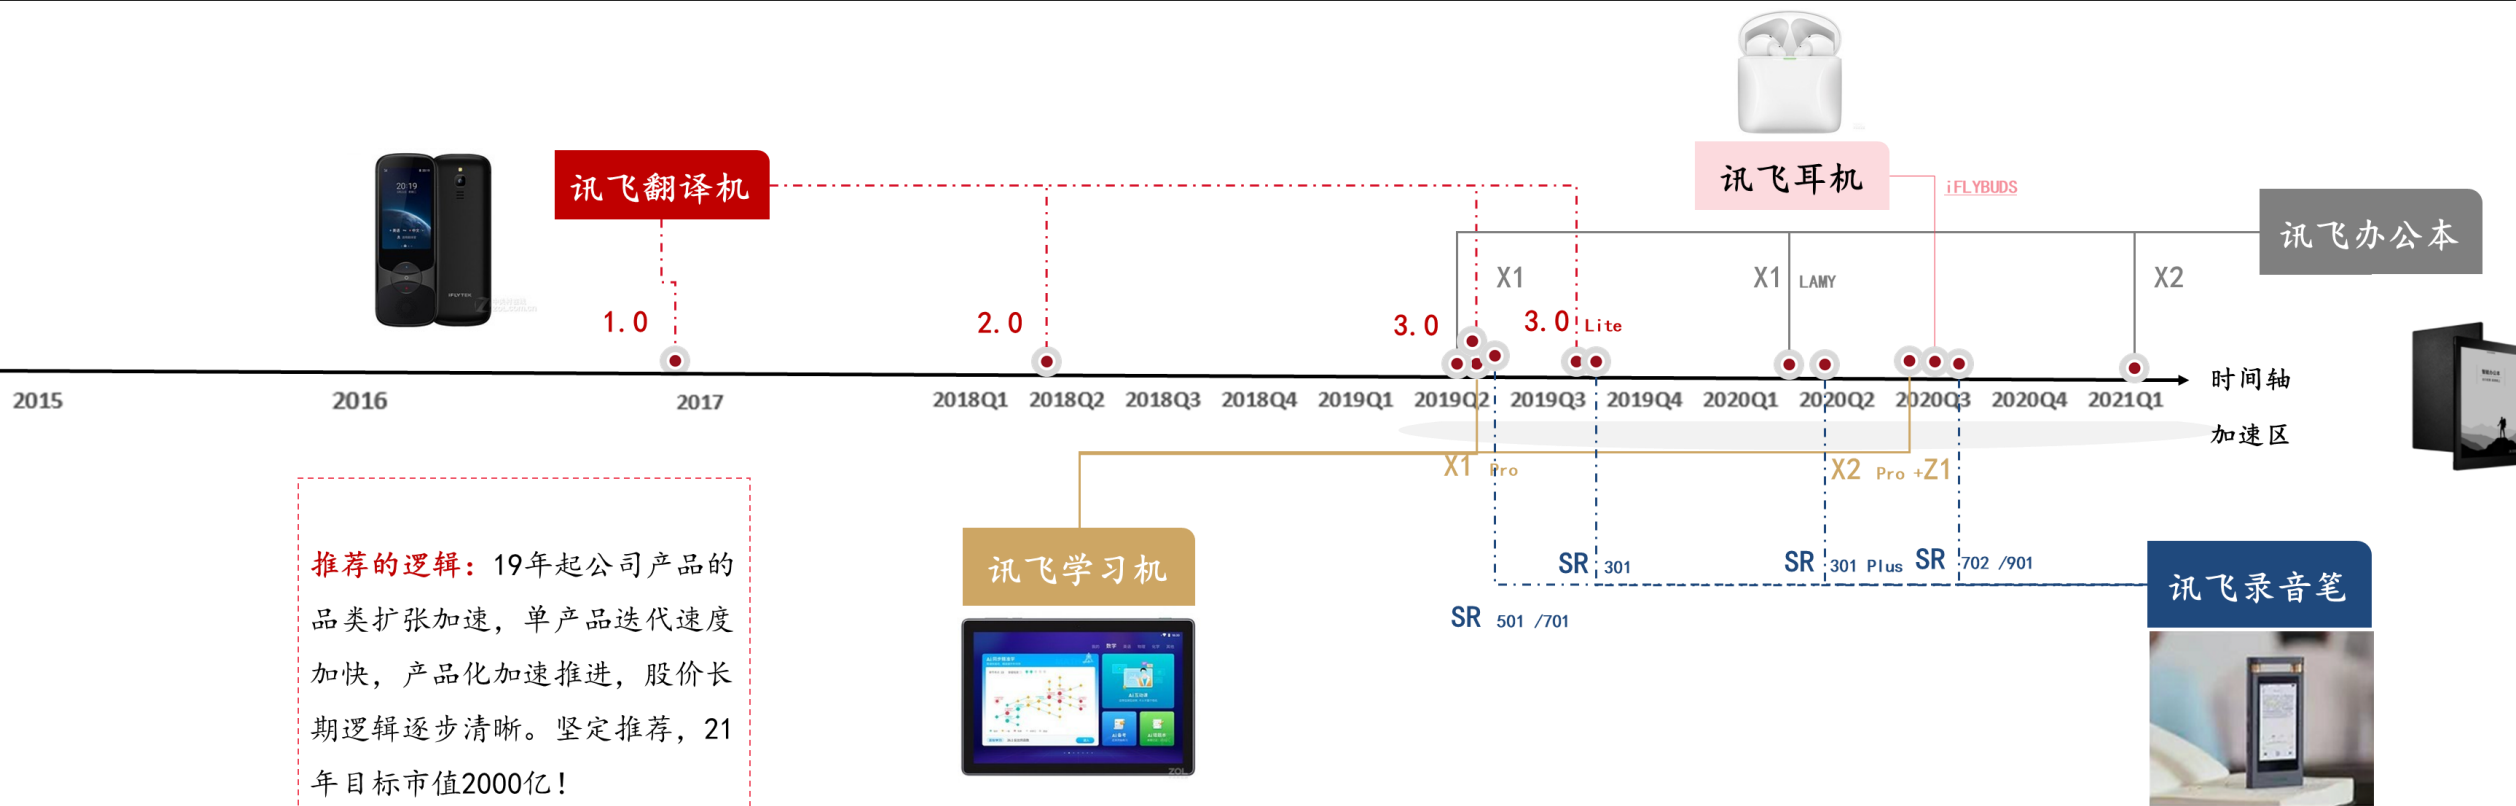 讯飞翻译机
讯飞耳机
iFLYBUDS
讯飞办公本
20 19
IFLYTEK
1.0
2.0
3.0
3.0 Lite
X1
X1 LAMY
X2
2015
2016
2017
2018Q1
2018Q2
2018Q3
2018Q4
2019Q1
2019Q2
2019Q3
2019Q4
2020Q1
2020Q2
2020Q3
2020Q4
2021Q1
时间轴
加速区
X1 Pro
X2 Pro +Z1
讯飞学习机
SR 301
SR 301 Plus
SR 702 /901
SR 501 /701
讯飞录音笔
推荐的逻辑：19年起公司产品的
品类扩张加速，单产品迭代速度
加快，产品化加速推进，股价长
期逻辑逐步清晰。坚定推荐，21
年目标市值2000亿！
数学
ZOL